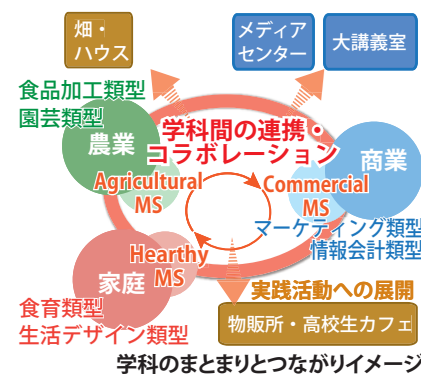 畑・
ハウス
メディア
センター
大講義室
食品加工類型
園芸類型
農業
学科間の連携・
コラボレーション
商業
Agricultural
MS
Commercial
MS
マーケティング類型
情報会計類型
Hearthy
MS
家庭
食育類型
生活デザイン類型
実践活動への展開
物販所・高校生カフェ
学科のまとまりとつながりイメージ